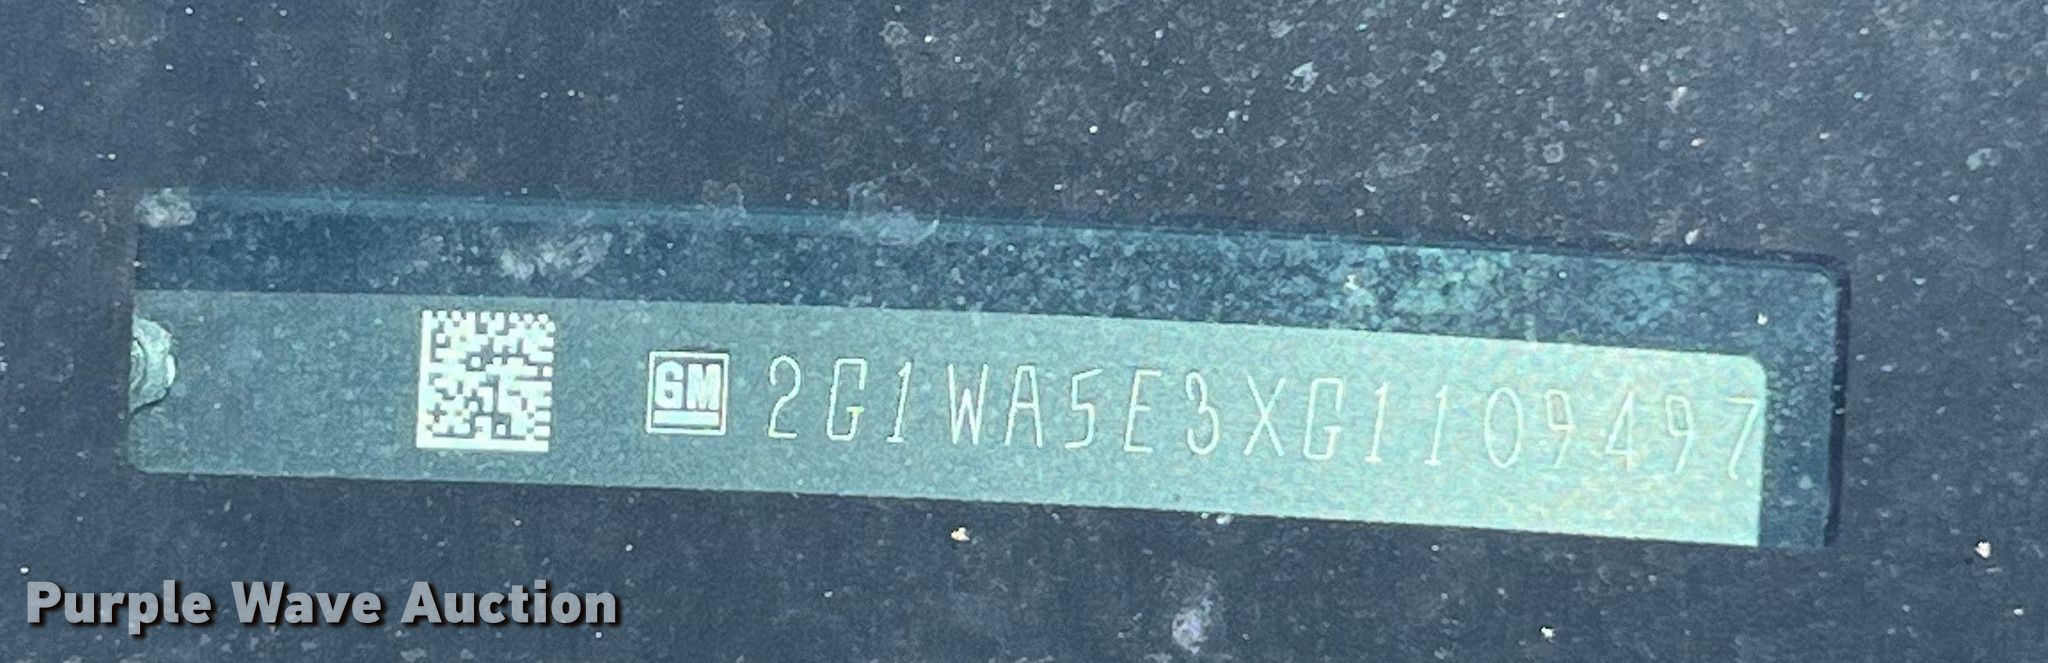 GM 2G1WA5E3XG1109497
Purple Wave Auction